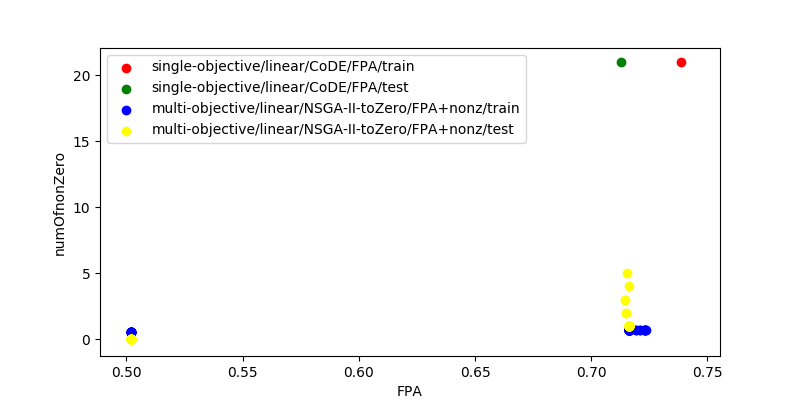 single-objective/linear/CoDE/FPA/train
single-objective/linear/CoDE/FPA/test
multi-objective/linear/NSGA-II-toZero/FPA+nonz/train
multi-objective/linear/NSGA-II-toZero/FPA+nonz/test
20
15
10
5
0
numOfnonZero
0.50 0.55 0.60 0.65 0.70 0.75
FPA